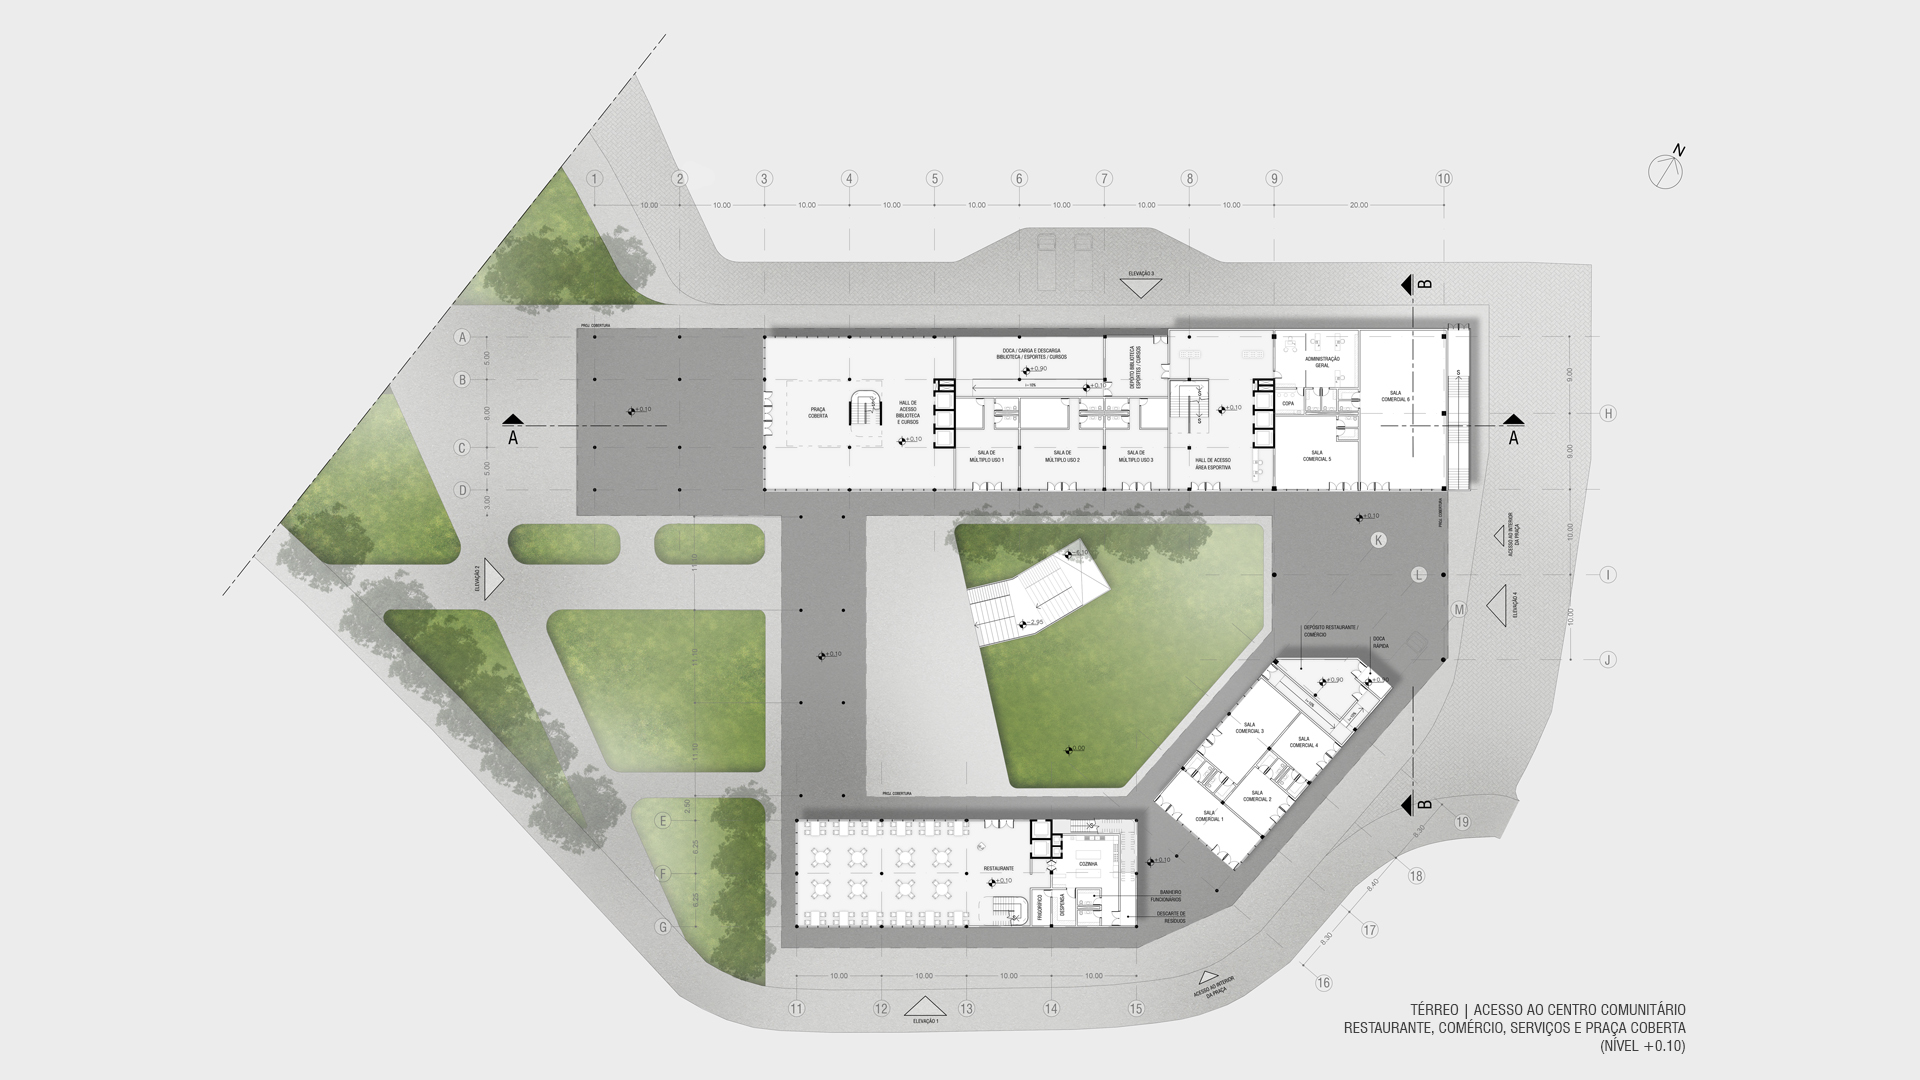 N
1
2
3
4
5
6
7
8
9
10
10.00
10.00
10.00
10.00
10.00
10.00
10.00
10.00
20.00
ELEVAÇÃO 3
B
PROJ. COBERTURA
A
B
C
D
5.00
8.00
5.00
3.00
A
+0.10
PRAÇA
COBERTA
S
HALL DE
ACESSO
BIBLIOTECA
E CURSOS
+0.10
DOCA / CARGA E DESCARGA
BIBLIOTECA / ESPORTES / CURSOS
+0.90
i=10%
+0.10
DEPÓSITO BIBLIOTECA
ESPORTES / CURSOS
SALA DE
MÚLTIPLO USO 1
SALA DE
MÚLTIPLO USO 2
SALA DE
MÚLTIPLO USO 3
S
S
+0.10
HALL DE ACESSO
ÁREA ESPORTIVA
ADMINISTRAÇÃO
GERAL
COPA
SALA
COMERCIAL 5
SALA
COMERCIAL 6
S
A
9.00
9.00
10.00
10.00
H
I
J
PROJ. COBERTURA
+0.10
K
L
M
ACESSO AO INTERIOR
DA PRAÇA
ELEVAÇÃO 4
ELEVAÇÃO 2
-6.10
-2.95
+0.10
0.00
11.10
11.10
11.10
2.50
DEPÓSITO RESTAURANTE /
COMÉRCIO
DOCA
RÁPIDA
+0.90
+0.90
i=10%
i=10%
SALA
COMERCIAL 3
SALA
COMERCIAL 4
SALA
COMERCIAL 2
SALA
COMERCIAL 1
B
PROJ. COBERTURA
E
F
G
6.25
6.25
RESTAURANTE
+0.10
S
S
COZINHA
FRIGORÍFICO
DESPENSA
BANHEIRO
FUNCIONÁRIOS
DESCARTE DE
RESÍDUOS
+0.10
10.00
10.00
10.00
10.00
11
12
13
14
15
ELEVAÇÃO 1
ACESSO AO INTERIOR
DA PRAÇA
8.30
8.40
8.30
16
17
18
19
TÉRREO | ACESSO AO CENTRO COMUNITÁRIO
RESTAURANTE, COMÉRCIO, SERVIÇOS E PRAÇA COBERTA
(NÍVEL +0.10)